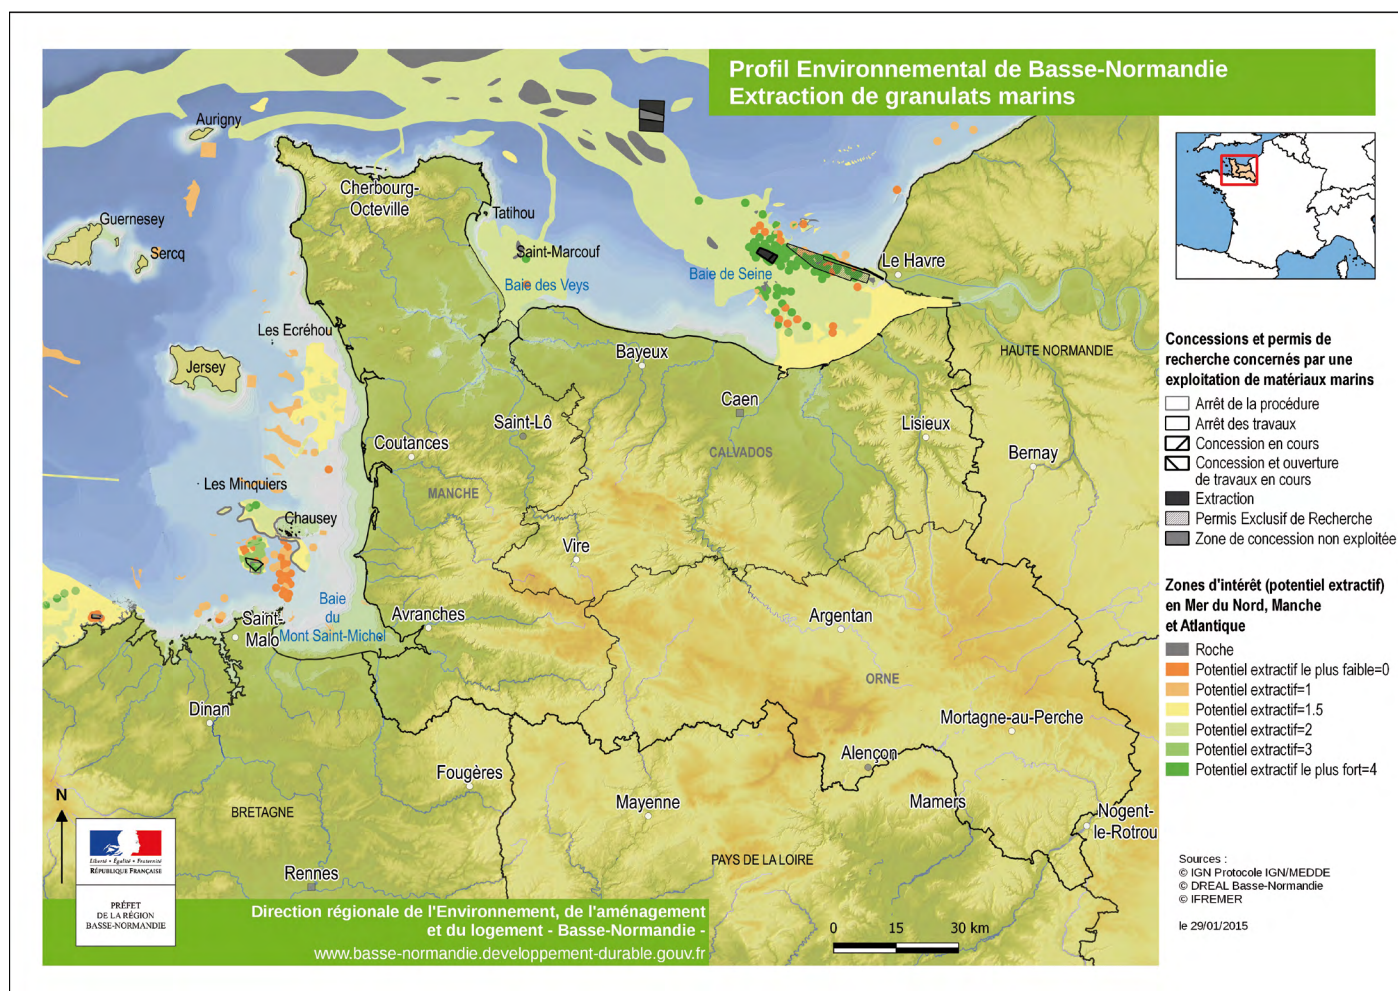 Profil Environnemental de Basse-Normandie
Extraction de granulats marins
Aurigny
Cherbourg-
Octeville
Tatihou
Guernesey
Sercq
Saint-Marcouf
Baie des Veys
Baie de Seine
Le Havre
Les Ecréhou
Jersey
Bayeux
HAUTE NORMANDIE
Caen
Saint-Lô
Lisieux
Coutances
CALVADOS
Bernay
MANCHE
Les Minquiers
Chausey
Vire
Baie
du
Mont Saint-Michel
Saint-
Malo
Avranches
Argentan
ORNE
Dinan
Mortagne-au-Perche
Alençon
Fougères
Mayenne
Mamers
Nogent-
le-Rotrou
BRETAGNE
PAYS DE LA LOIRE
Rennes
N
Liberté • Égalité • Fraternité
RÉPUBLIQUE FRANÇAISE
PRÉFET
DE LA RÉGION
BASSE-NORMANDIE
Direction régionale de l'Environnement, de l'aménagement
et du logement - Basse-Normandie -
www.basse-normandie.developpement-durable.gouv.fr
0 15 30 km
Concessions et permis de
recherche concernés par une
exploitation de matériaux marins
Arrêt de la procédure
Arrêt des travaux
Concession en cours
Concession et ouverture
de travaux en cours
Extraction
Permis Exclusif de Recherche
Zone de concession non exploitée
Zones d'intérêt (potentiel extractif)
en Mer du Nord, Manche
et Atlantique
Roche
Potentiel extractif le plus faible=0
Potentiel extractif=1
Potentiel extractif=1.5
Potentiel extractif=2
Potentiel extractif=3
Potentiel extractif le plus fort=4
Sources :
© IGN Protocole IGN/MEDDE
© DREAL Basse-Normandie
© IFREMER
le 29/01/2015